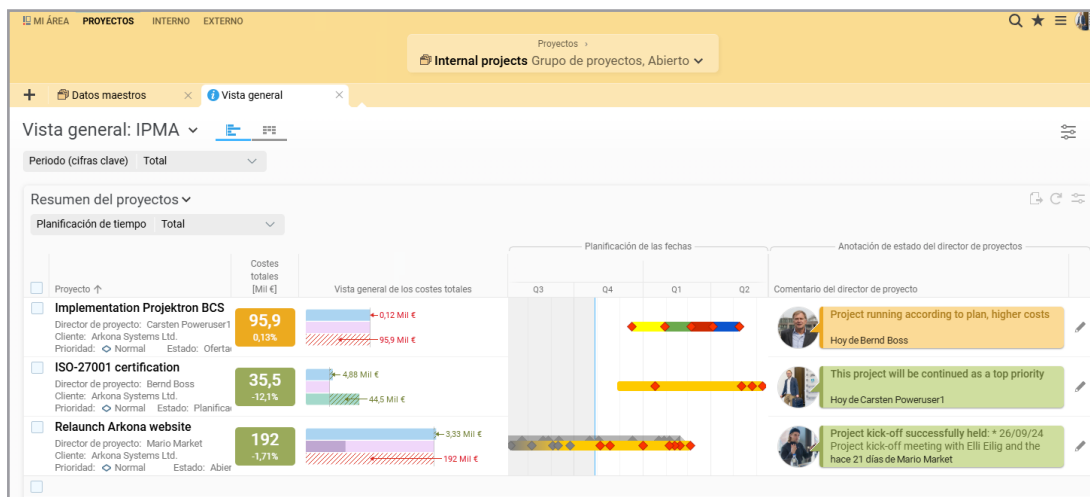 MI ÁREA PROYECTOS INTERNO EXTERNO
Proyectos ›
Internal projects Grupo de proyectos, Abierto
Datos maestros × Vista general ×
Vista general: IPMA
Periodo (cifras clave) Total
Resumen del proyectos
Planificación de tiempo Total
Planificación de las fechas Anotación de estado del director de proyectos
Costes
totales
[Mil €]
Proyecto ↑ Vista general de los costes totales Q3 Q4 Q1 Q2 Comentario del director de proyecto
Implementation Projektron BCS
Director de proyecto: Carsten Poweruser1
Cliente: Arkona Systems Ltd.
Prioridad: Normal Estado: Oferta
95,9
0,13%
0,12 Mil €
95,9 Mil €
Project running according to plan, higher costs
Hoy de Bernd Boss
ISO-27001 certification
Director de proyecto: Bernd Boss
Cliente: Arkona Systems Ltd.
Prioridad: Normal Estado: Planifica
35,5
-12,1%
4,88 Mil €
44,5 Mil €
This project will be continued as a top priority
Hoy de Carsten Poweruser1
Relaunch Arkona website
Director de proyecto: Mario Market
Cliente: Arkona Systems Ltd.
Prioridad: Normal Estado: Abier
192
-1,71%
3,33 Mil €
192 Mil €
Project kick-off successfully held: * 26/09/24
Project kick-off meeting with Elli Eilig and the
hace 21 días de Mario Market